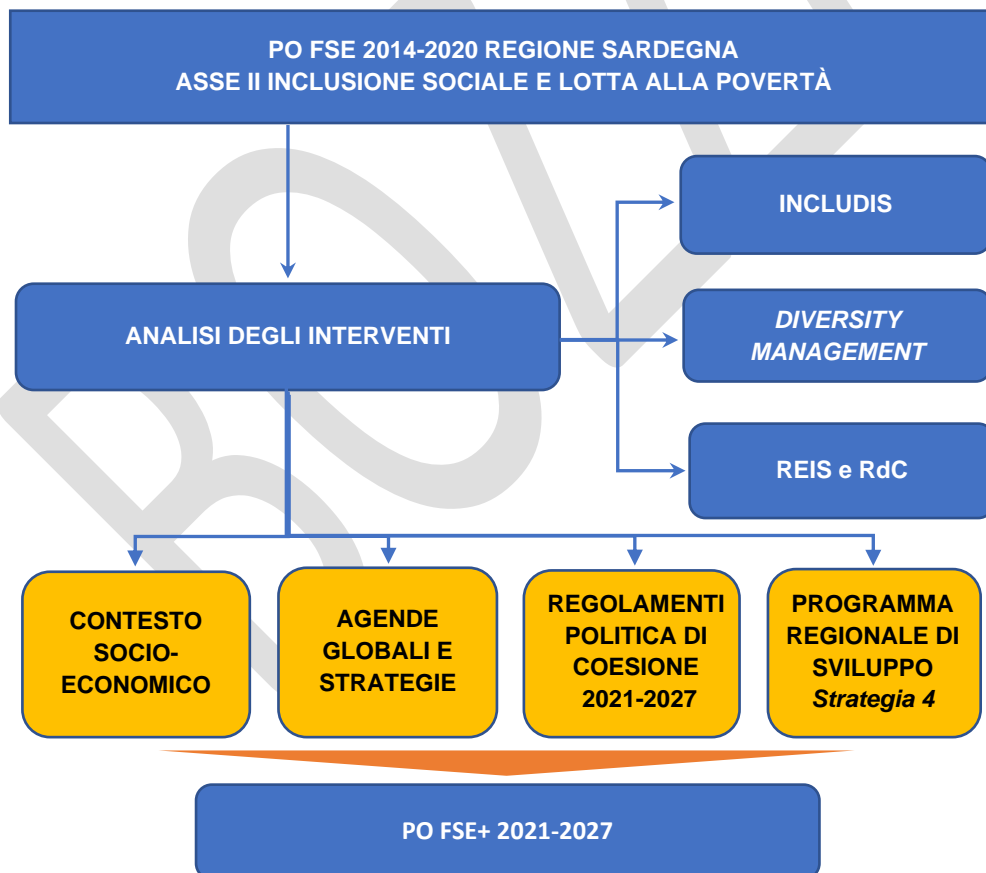 PO FSE 2014-2020 REGIONE SARDEGNA
ASSE II INCLUSIONE SOCIALE E LOTTA ALLA POVERTÀ
INCLUDIS
ANALISI DEGLI INTERVENTI
DIVERSITY
MANAGEMENT
REIS e RdC
CONTESTO
SOCIO-
ECONOMICO
AGENDE
GLOBALI E
STRATEGIE
REGOLAMENTI
POLITICA DI
COESIONE
2021-2027
PROGRAMMA
REGIONALE DI
SVILUPPO
Strategia 4
PO FSE+ 2021-2027